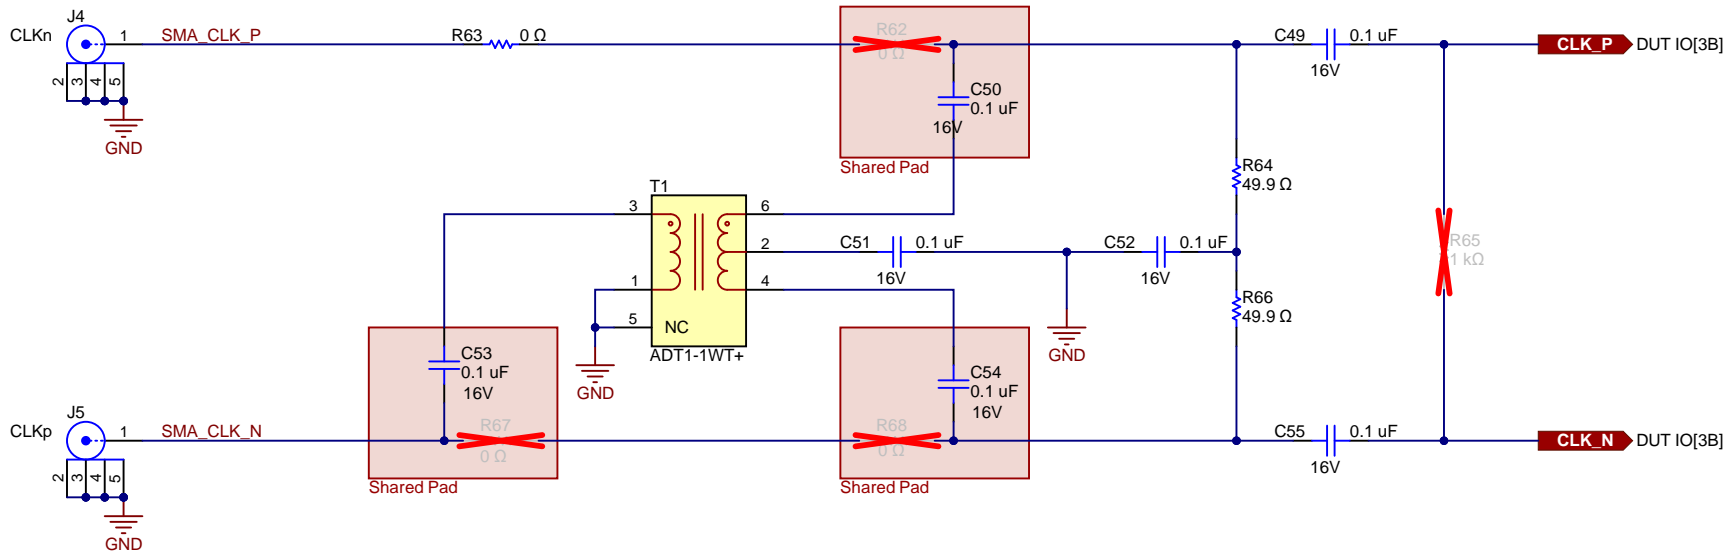 J4
CLKn
1
SMA_CLK_P
2
3
4
5
GND
R63
0 Ω
R62
0 Ω
C50
0.1 uF
16V
Shared Pad
C49
0.1 uF
16V
CLK_P
DUT IO[3B]
T1
3
6
2
1
4
5
NC
ADT1-1WT+
GND
C51
0.1 uF
16V
C52
0.1 uF
16V
GND
R64
49.9 Ω
R66
49.9 Ω
R65
1 kΩ
C53
0.1 uF
16V
R67
0 Ω
Shared Pad
C54
0.1 uF
16V
R68
0 Ω
Shared Pad
J5
CLKp
1
SMA_CLK_N
2
3
4
5
GND
C55
0.1 uF
16V
CLK_N
DUT IO[3B]